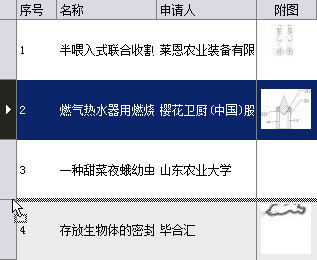 序号 名称 申请人 附图
1 半喂入式联合收割 莱恩农业装备有限
2 燃气热水器用燃烧 樱花卫厨(中国)股
3 一种甜菜夜蛾幼虫 山东农业大学
4 存放生物体的密封 毕合汇